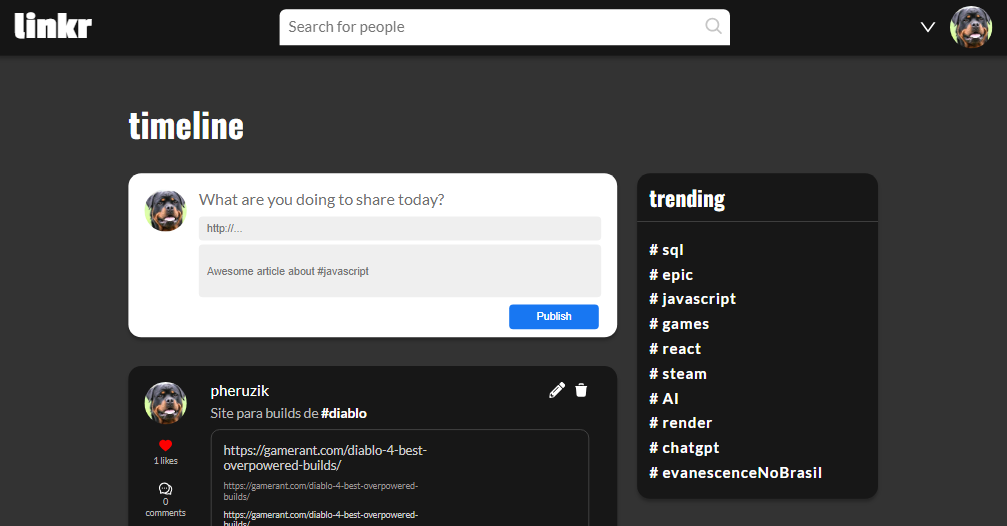 linkr
Search for people
timeline
What are you doing to share today?
http://...
Awesome article about #javascript
Publish
pheruzik
Site para builds de #diablo
1 likes
0
comments
https://gamerant.com/diablo-4-best-
overpowered-builds/
https://gamerant.com/diablo-4-best-overpowered-
builds/
https://gamerant.com/diablo-4-best-overpowered-
builds/
trending
# sql
# epic
# javascript
# games
# react
# steam
# AI
# render
# chatgpt
# evanescenceNoBrasil